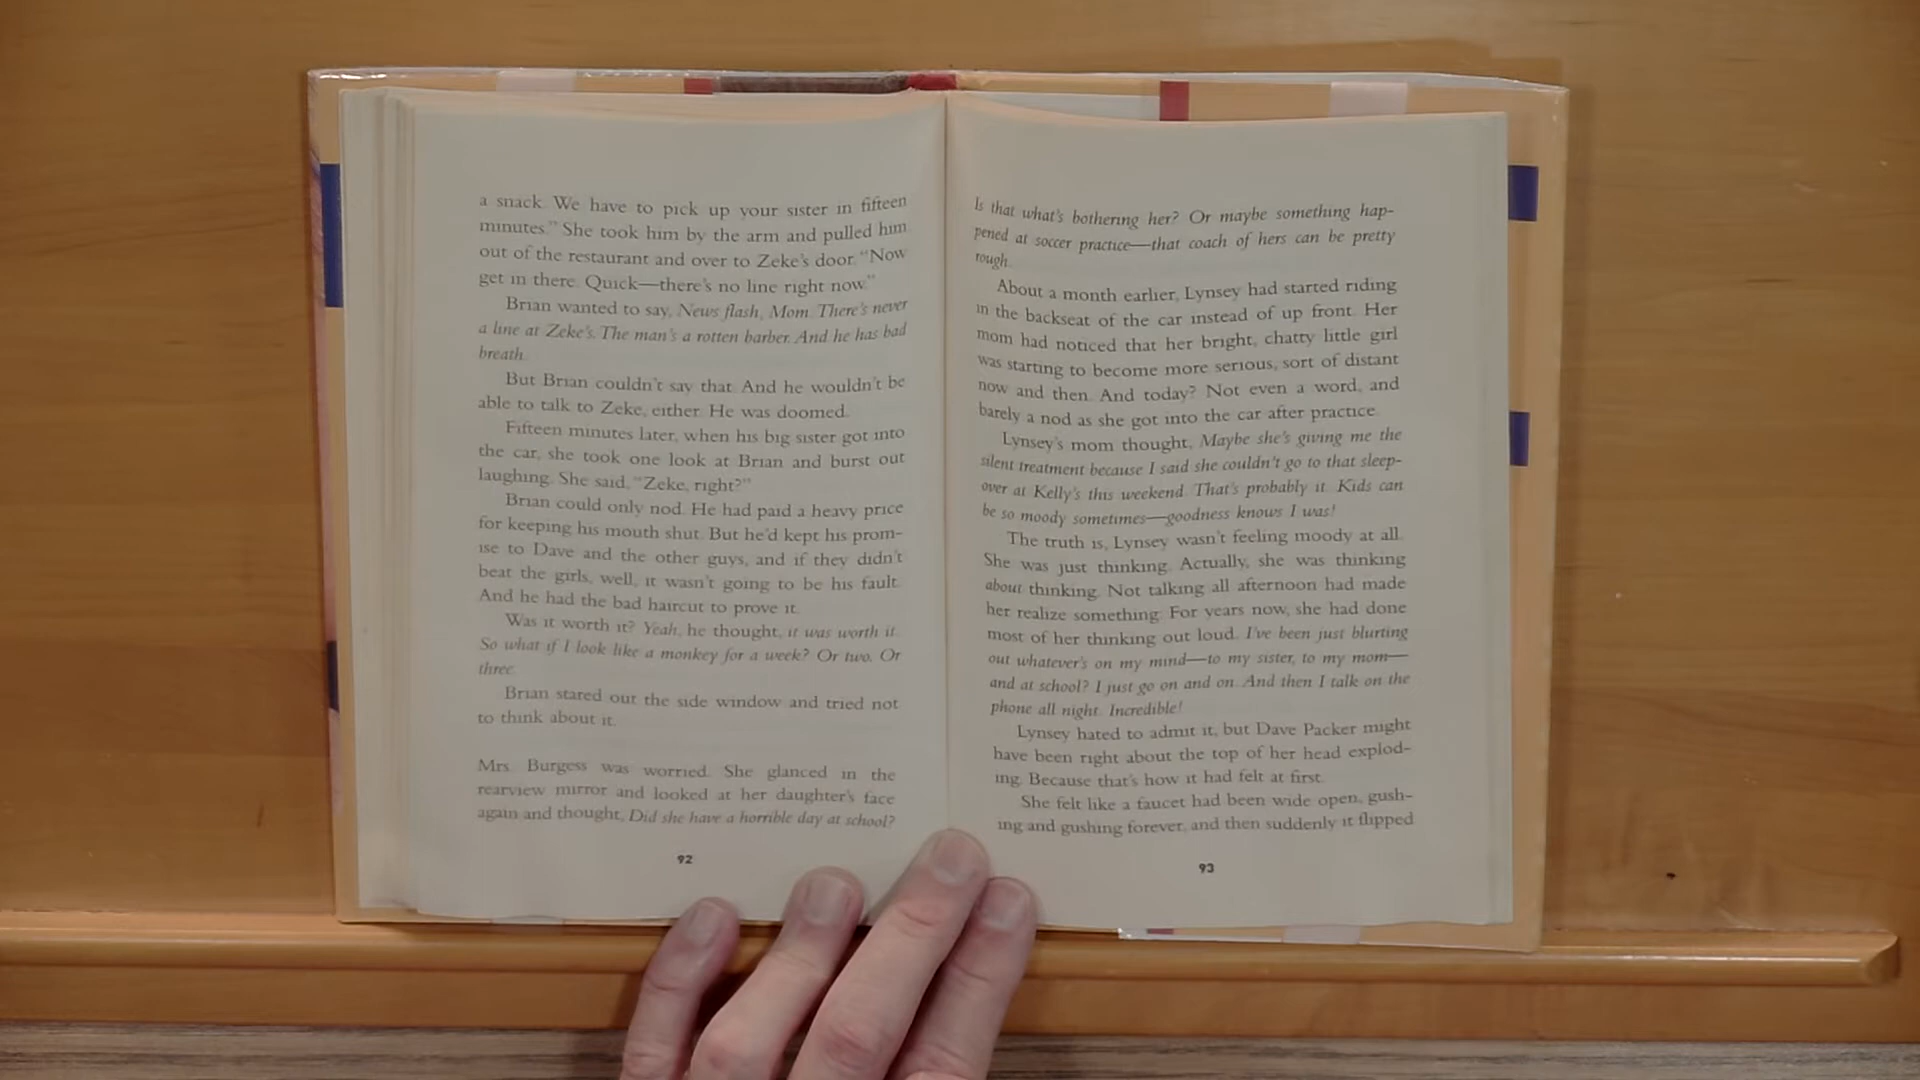 a snack. We have to pick up your sister in fifteen
minutes.” She took him by the arm and pulled him
out of the restaurant and over to Zeke’s door. “Now
get in there. Quick—there’s no line right now.”
Brian wanted to say, News flash, Mom. There’s never
a line at Zeke’s. The man’s a rotten barber. And he has bad
breath.
But Brian couldn’t say that. And he wouldn’t be
able to talk to Zeke, either. He was doomed.
Fifteen minutes later, when his big sister got into
the car, she took one look at Brian and burst out
laughing. She said, “Zeke, right?”
Brian could only nod. He had paid a heavy price
for keeping his mouth shut. But he’d kept his prom-
ise to Dave and the other guys, and if they didn’t
beat the girls, well, it wasn’t going to be his fault.
And he had the bad haircut to prove it.
Was it worth it? Yeah, he thought, it was worth it.
So what if I look like a monkey for a week? Or two. Or
three.
Brian stared out the side window and tried not
to think about it.
Mrs. Burgess was worried. She glanced in the
rearview mirror and looked at her daughter’s face
again and thought, Did she have a horrible day at school?
92
Is that what’s bothering her? Or maybe something hap-
pened at soccer practice—that coach of hers can be pretty
rough.
About a month earlier, Lynsey had started riding
in the backseat of the car instead of up front. Her
mom had noticed that her bright, chatty little girl
was starting to become more serious, sort of distant
now and then. And today? Not even a word, and
barely a nod as she got into the car after practice.
Lynsey’s mom thought, Maybe she’s giving me the
silent treatment because I said she couldn’t go to that sleep-
over at Kelly’s this weekend. That’s probably it. Kids can
be so moody sometimes—goodness knows I was!
The truth is, Lynsey wasn’t feeling moody at all.
She was just thinking. Actually, she was thinking
about thinking. Not talking all afternoon had made
her realize something. For years now, she had done
most of her thinking out loud. I’ve been just blurting
out whatever’s on my mind—to my sister, to my mom—
and at school? I just go on and on. And then I talk on the
phone all night. Incredible!
Lynsey hated to admit it, but Dave Packer might
have been right about the top of her head explod-
ing. Because that’s how it had felt at first.
She felt like a faucet had been wide open, gush-
ing and gushing forever, and then suddenly it flipped
93